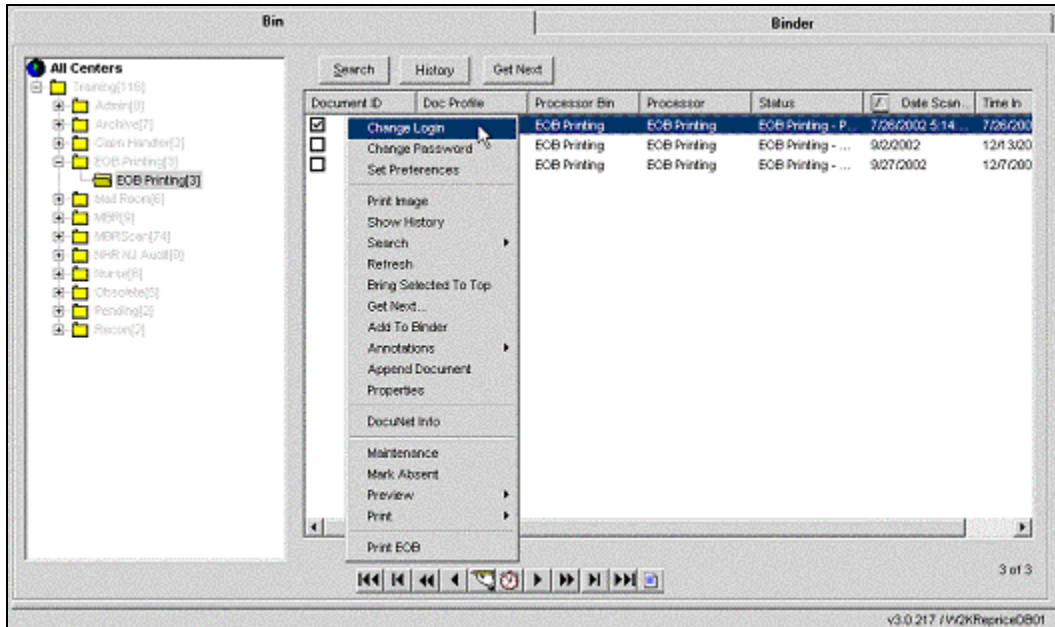 Bin Binder
All Centers
Training[116]
Admin[0]
Archive[7]
Claim Handler[3]
EOB Printing[3]
EOB Printing[3]
Mail Room[6]
MBR[9]
MBRScan[74]
NHR NJ Audit[0]
Nurse[6]
Obsolete[5]
Pending[2]
Recon[2]
Search History Get Next
Document ID Doc Profile Processor Bin Processor Status Date Scan... Time In
EOB Printing EOB Printing EOB Printing - P... 7/26/2002 5:14 ... 7/26/200
EOB Printing EOB Printing EOB Printing - ... 9/2/2002 12/13/20
EOB Printing EOB Printing EOB Printing - ... 9/27/2002 12/7/200
Change Login
Change Password
Set Preferences
Print Image
Show History
Search
Refresh
Bring Selected To Top
Get Next...
Add To Binder
Annotations
Append Document
Properties
DocuNet Info
Maintenance
Mark Absent
Preview
Print
Print EOB
3 of 3
v3.0.217 / W2KRepriceDB01